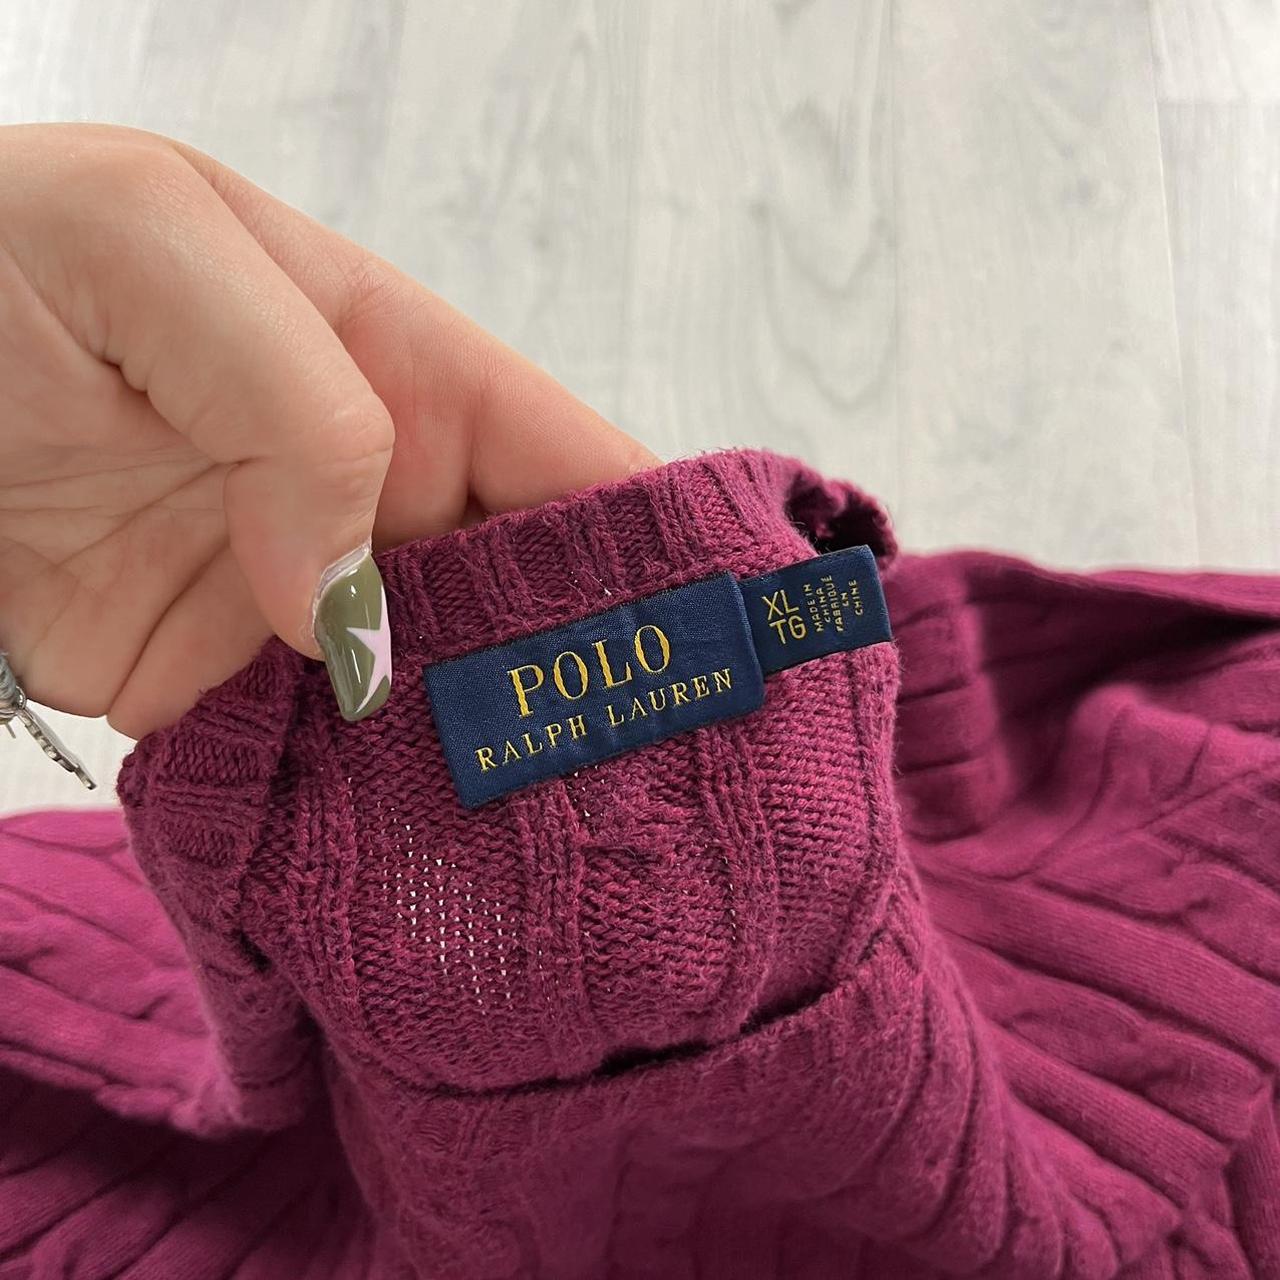 POLO
RALPH LAUREN
XL
TG
MADE IN
CHINA
FABRIQUÉ
EN
CHINE